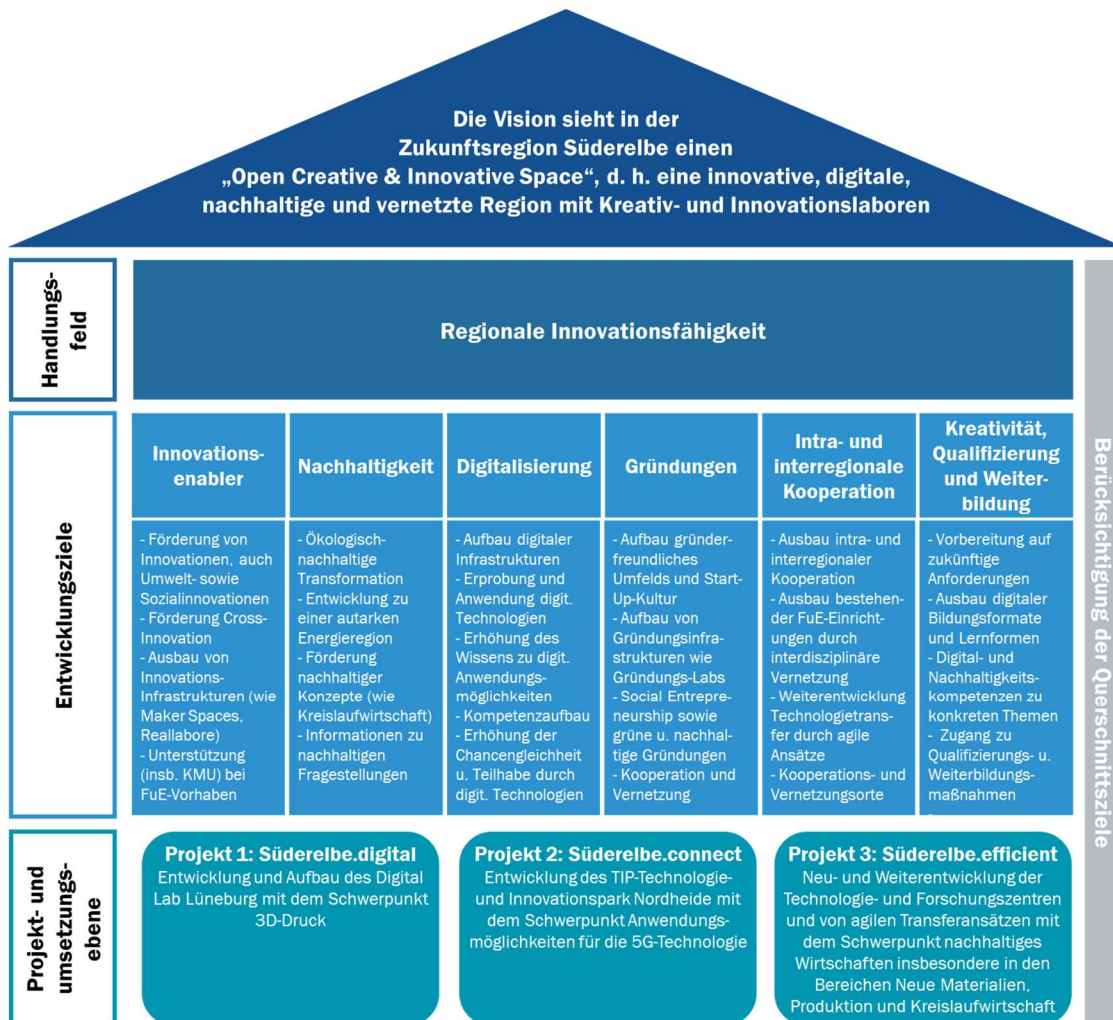 Die Vision sieht in der
Zukunftsregion Süderelbe einen
„Open Creative & Innovative Space“, d. h. eine innovative, digitale,
nachhaltige und vernetzte Region mit Kreativ- und Innovationslaboren
Handlungs-
feld
Regionale Innovationsfähigkeit
Entwicklungsziele
Innovations-
enabler
- Förderung von
Innovationen, auch
Umwelt- sowie
Sozialinnovationen
- Förderung Cross-
Innovation
- Ausbau von
Innovations-
Infrastrukturen (wie
Maker Spaces,
Reallabore)
- Unterstützung
(insb. KMU) bei
FuE-Vorhaben
Nachhaltigkeit
- Ökologisch-
nachhaltige
Transformation
- Entwicklung zu
einer autarken
Energieregion
- Förderung
nachhaltiger
Konzepte (wie
Kreislaufwirtschaft)
- Informationen zu
nachhaltigen
Fragestellungen
Digitalisierung
- Aufbau digitaler
Infrastrukturen
- Erprobung und
Anwendung digit.
Technologien
- Erhöhung des
Wissens zu digit.
Anwendungs-
möglichkeiten
- Kompetenzaufbau
- Erhöhung der
Chancengleichheit
u. Teilhabe durch
digit. Technologien
Gründungen
- Aufbau gründer-
freundliches
Umfelds und Start-
Up-Kultur
- Aufbau von
Gründungsinfra-
strukturen wie
Gründungs-Labs
- Social Entrepre-
neurship sowie
grüne u. nachhal-
tige Gründungen
- Kooperation und
Vernetzung
Intra- und
interregionale
Kooperation
- Ausbau intra- und
interregionaler
Kooperation
- Ausbau bestehen-
der FuE-Einrich-
tungen durch
interdisziplinäre
Vernetzung
- Weiterentwicklung
Technologietrans-
fer durch agile
Ansätze
- Kooperations- und
Vernetzungsorte
Kreativität,
Qualifizierung
und Weiter-
bildung
- Vorbereitung auf
zukünftige
Anforderungen
- Ausbau digitaler
Bildungsformate
und Lernformen
- Digital- und
Nachhaltigkeits-
kompetenzen zu
konkreten Themen
- Zugang zu
Qualifizierungs- u.
Weiterbildungs-
maßnahmen
-
Projekt- und
umsetzungs-
ebene
Projekt 1: Süderelbe.digital
Entwicklung und Aufbau des Digital
Lab Lüneburg mit dem Schwerpunkt
3D-Druck
Projekt 2: Süderelbe.connect
Entwicklung des TIP-Technologie-
und Innovationspark Nordheide mit
dem Schwerpunkt Anwendungs-
möglichkeiten für die 5G-Technologie
Projekt 3: Süderelbe.efficient
Neu- und Weiterentwicklung der
Technologie- und Forschungszentren
und von agilen Transferansätzen mit
dem Schwerpunkt nachhaltiges
Wirtschaften insbesondere in den
Bereichen Neue Materialien,
Produktion und Kreislaufwirtschaft
Berücksichtigung der Querschnittsziele